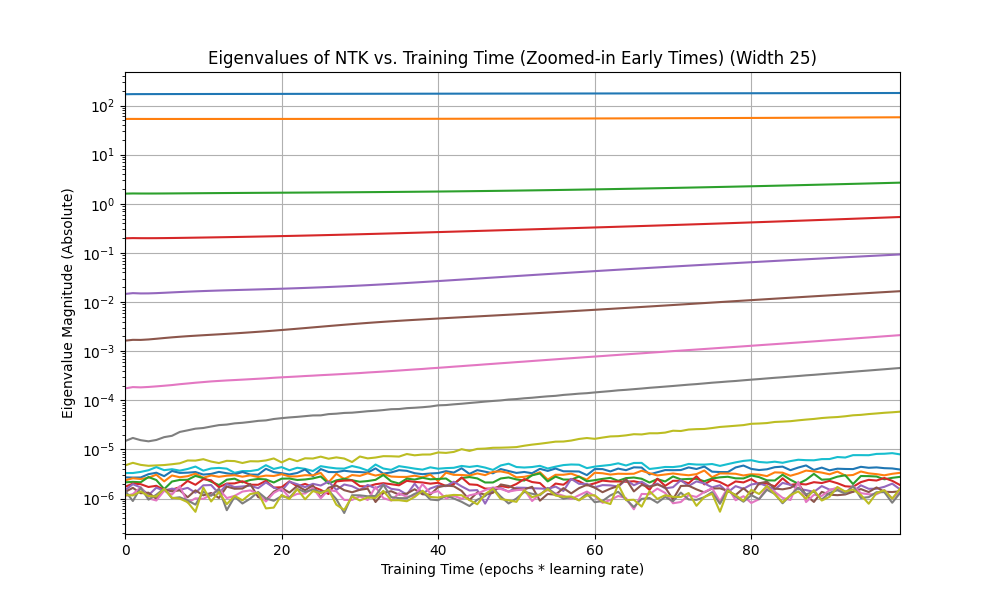 Eigenvalues of NTK vs. Training Time (Zoomed-in Early Times) (Width 25)
Eigenvalue Magnitude (Absolute)
10²
10¹
10⁰
10⁻¹
10⁻²
10⁻³
10⁻⁴
10⁻⁵
10⁻⁶
0 20 40 60 80
Training Time (epochs * learning rate)